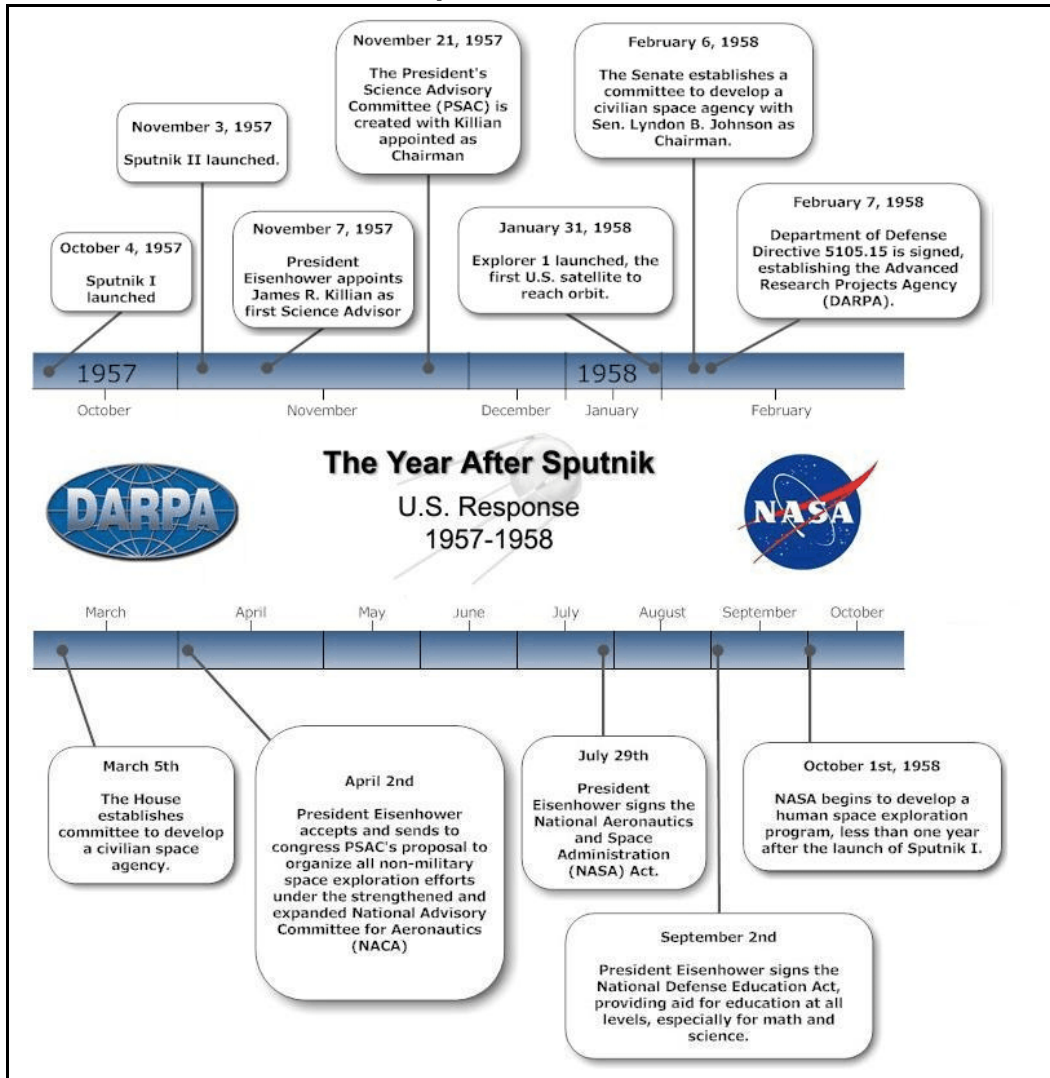 October 4, 1957
Sputnik I
launched
November 3, 1957
Sputnik II launched.
November 7, 1957
President
Eisenhower appoints
James R. Killian as
first Science Advisor
November 21, 1957
The President's
Science Advisory
Committee (PSAC) is
created with Killian
appointed as
Chairman
January 31, 1958
Explorer 1 launched, the
first U.S. satellite to
reach orbit.
February 6, 1958
The Senate establishes a
committee to develop a
civilian space agency with
Sen. Lyndon B. Johnson as
Chairman.
February 7, 1958
Department of Defense
Directive 5105.15 is signed,
establishing the Advanced
Research Projects Agency
(DARPA).
1957
1958
October
November
December
January
February
DARPA
The Year After Sputnik
U.S. Response
1957-1958
NASA
March
April
May
June
July
August
September
October
March 5th
The House
establishes
committee to develop
a civilian space
agency.
April 2nd
President Eisenhower
accepts and sends to
congress PSAC's proposal to
organize all non-military
space exploration efforts
under the strengthened and
expanded National Advisory
Committee for Aeronautics
(NACA)
July 29th
President
Eisenhower signs the
National Aeronautics
and Space
Administration
(NASA) Act.
September 2nd
President Eisenhower signs the
National Defense Education Act,
providing aid for education at all
levels, especially for math and
science.
October 1st, 1958
NASA begins to develop a
human space exploration
program, less than one year
after the launch of Sputnik I.